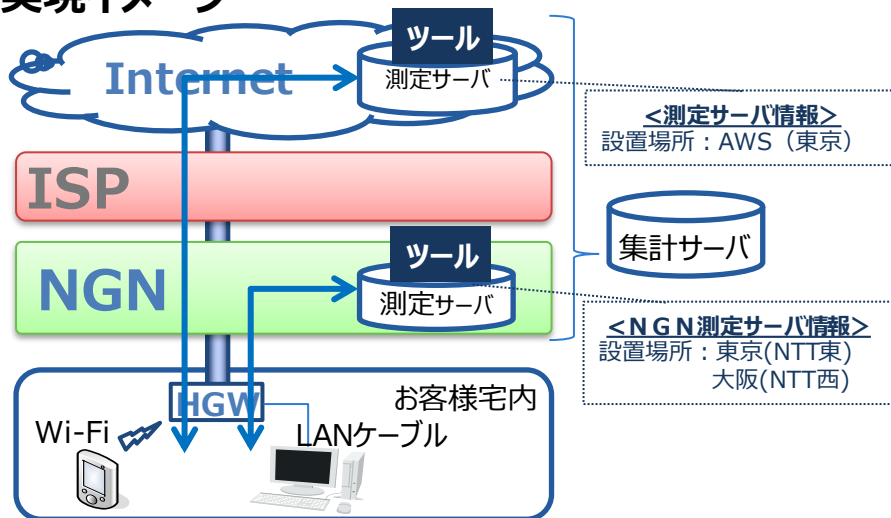 実現イメージ
ツール
Internet
測定サーバ
<測定サーバ情報>
設置場所：AWS（東京）
ISP
集計サーバ
ツール
NGN
測定サーバ
<ＮＧＮ測定サーバ情報>
設置場所：東京(NTT東)
大阪(NTT西)
HGW
お客様宅内
Wi-Fi
LANケーブル